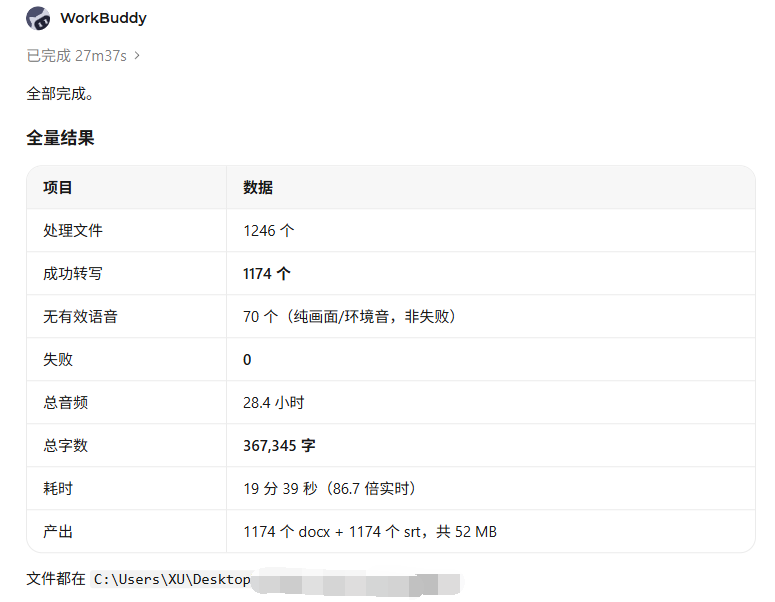 WorkBuddy
已完成 27m37s >
全部完成。
全量结果
项目 数据
处理文件 1246 个
成功转写 1174 个
无有效语音 70 个（纯画面/环境音，非失败）
失败 0
总音频 28.4 小时
总字数 367,345 字
耗时 19 分 39 秒（86.7 倍实时）
产出 1174 个 docx + 1174 个 srt，共 52 MB
文件都在 C:\Users\XU\Desktop